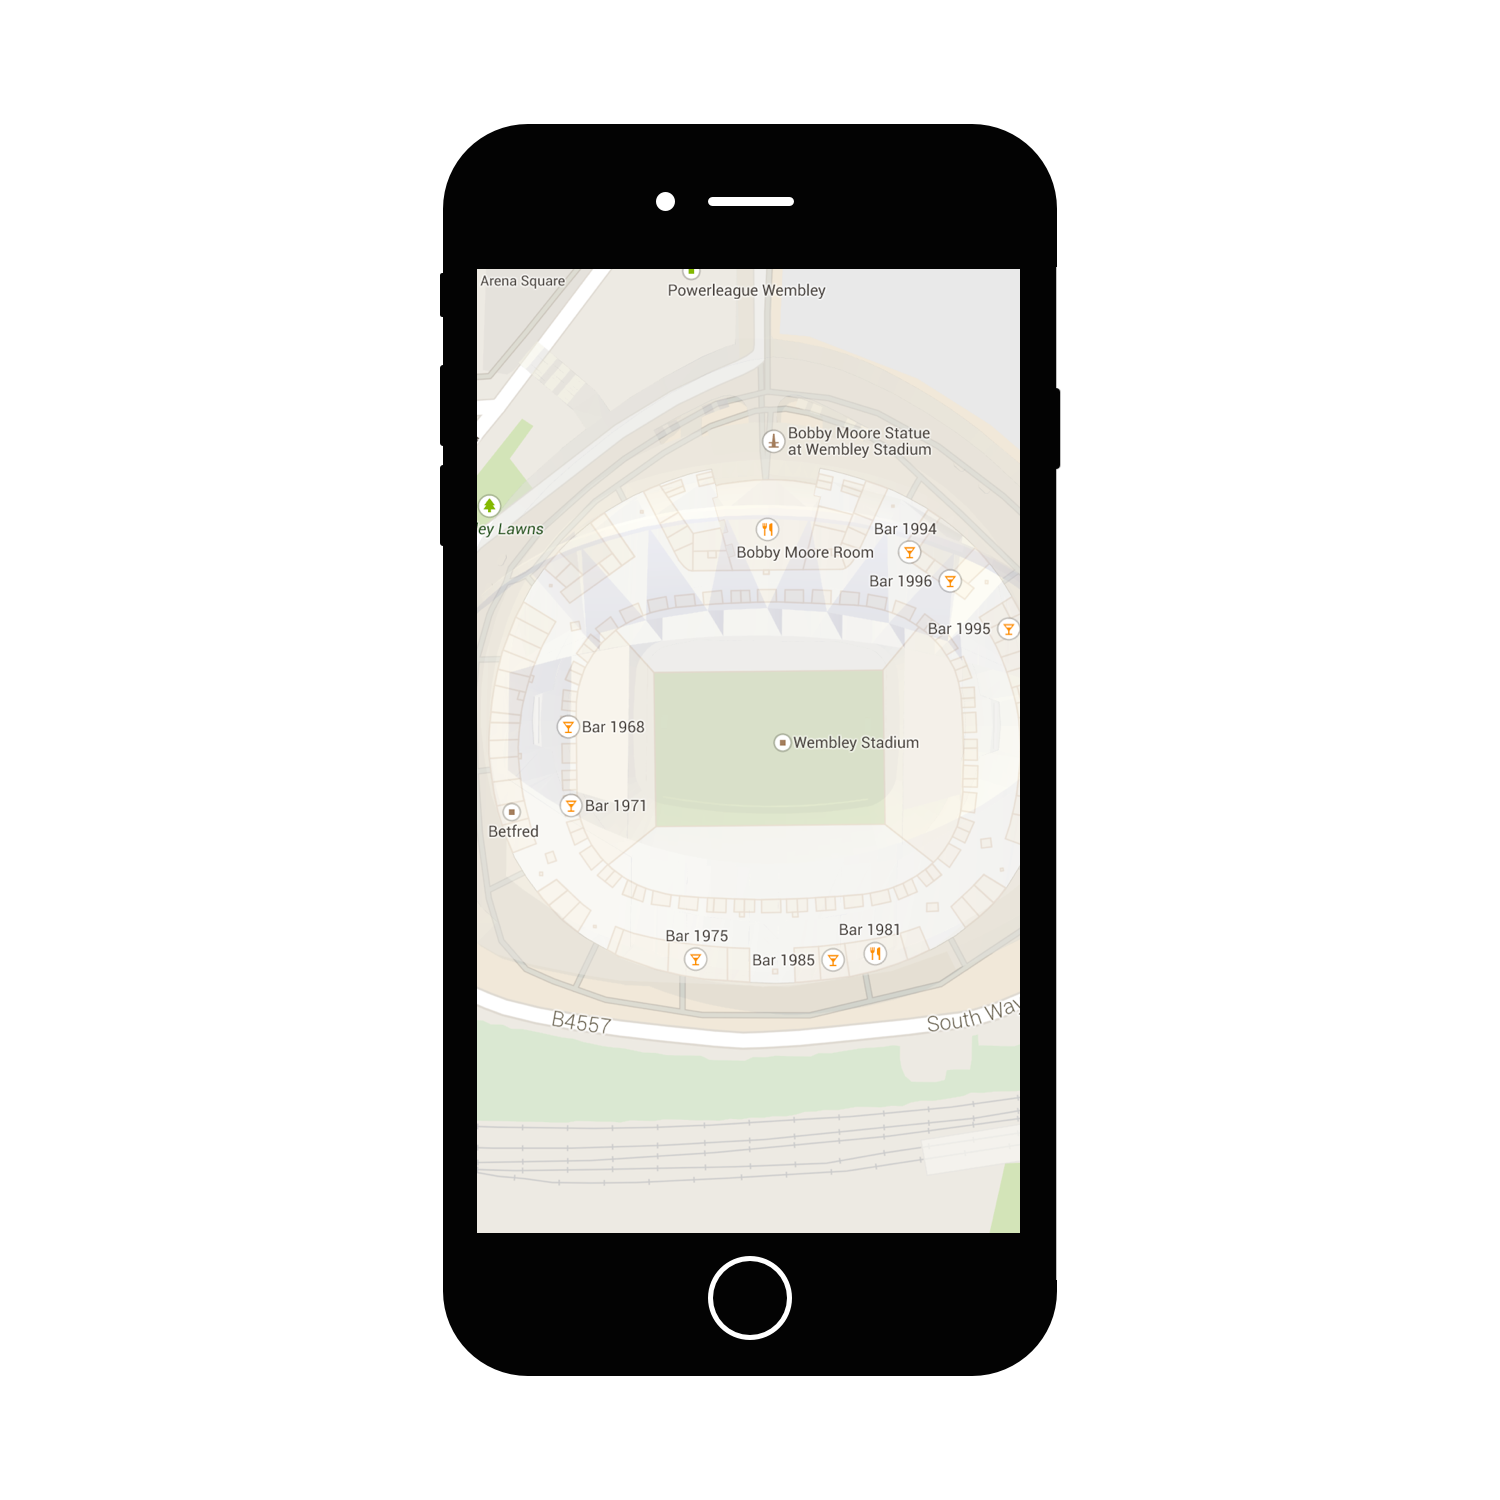 Arena Square
Powerleague Wembley
Bobby Moore Statue
at Wembley Stadium
ley Lawns
Bar 1994
Bobby Moore Room
Bar 1996
Bar 1995
Bar 1968
Wembley Stadium
Bar 1971
Betfred
Bar 1981
Bar 1975
Bar 1985
B4557
South Way